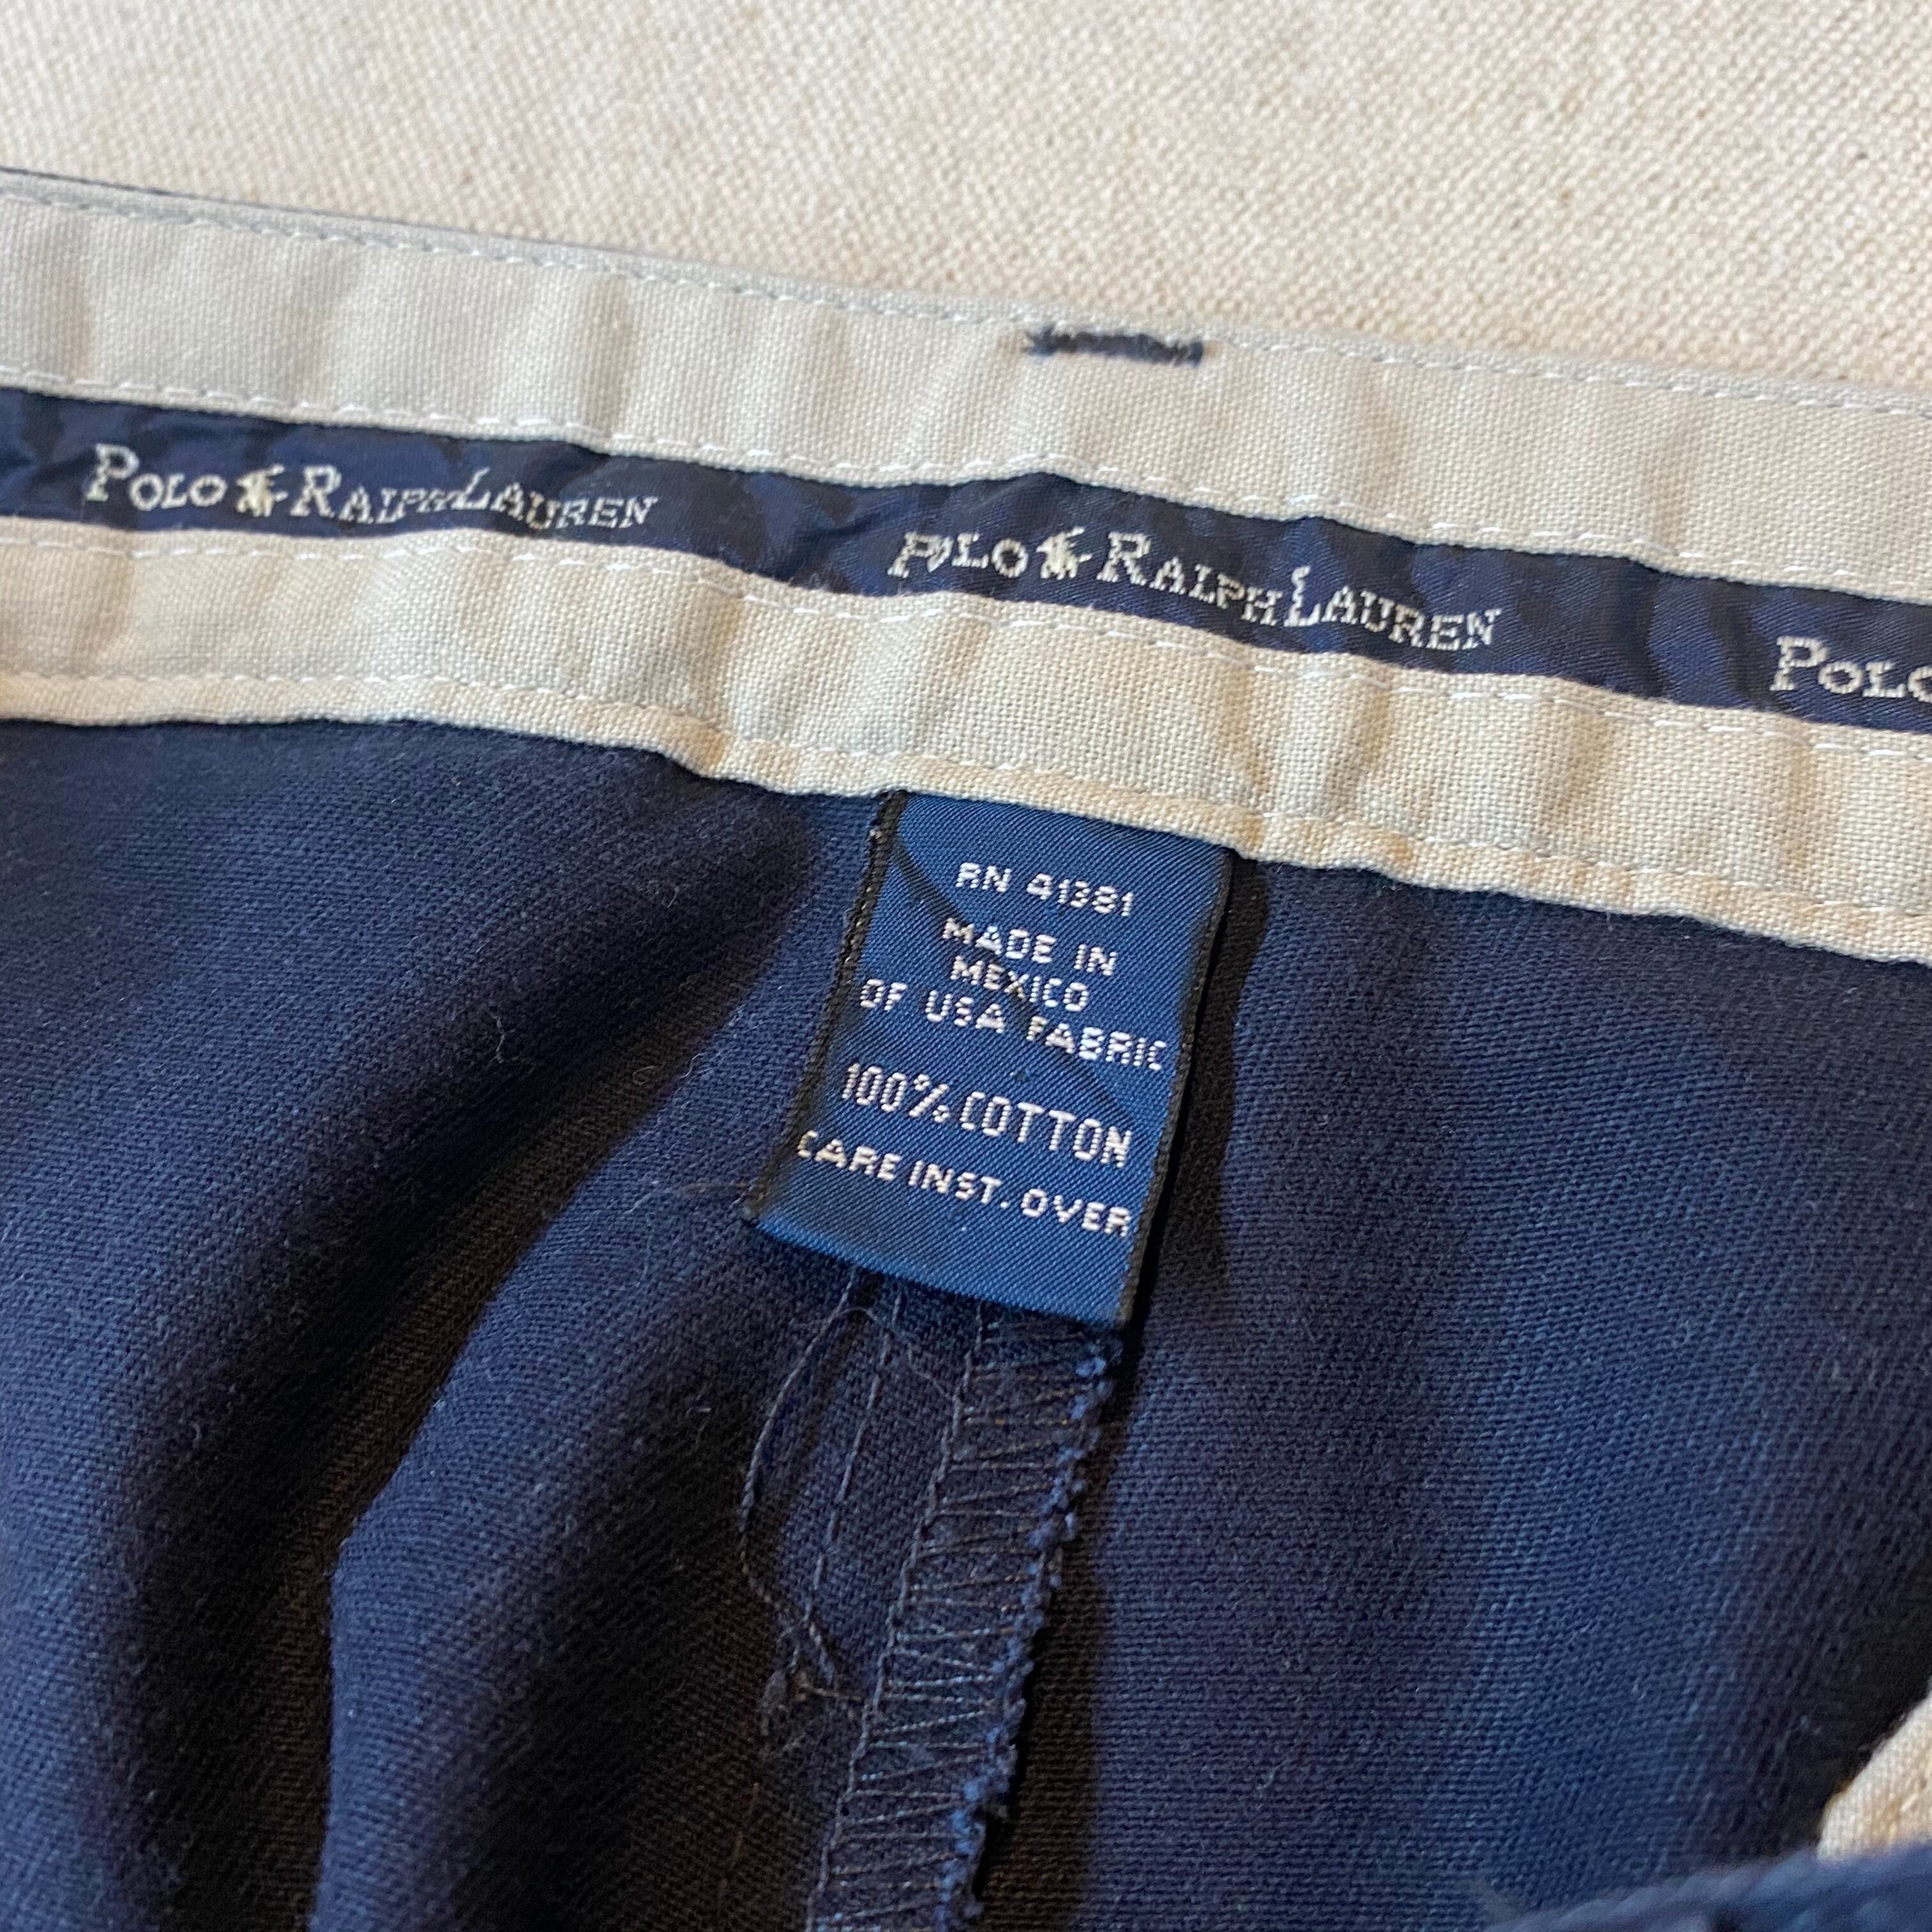 POLO RALPH LAUREN
POLO RALPH LAUREN
POLO
RN 41381
MADE IN
MEXICO
OF USA FABRIC
100% COTTON
CARE INST. OVER